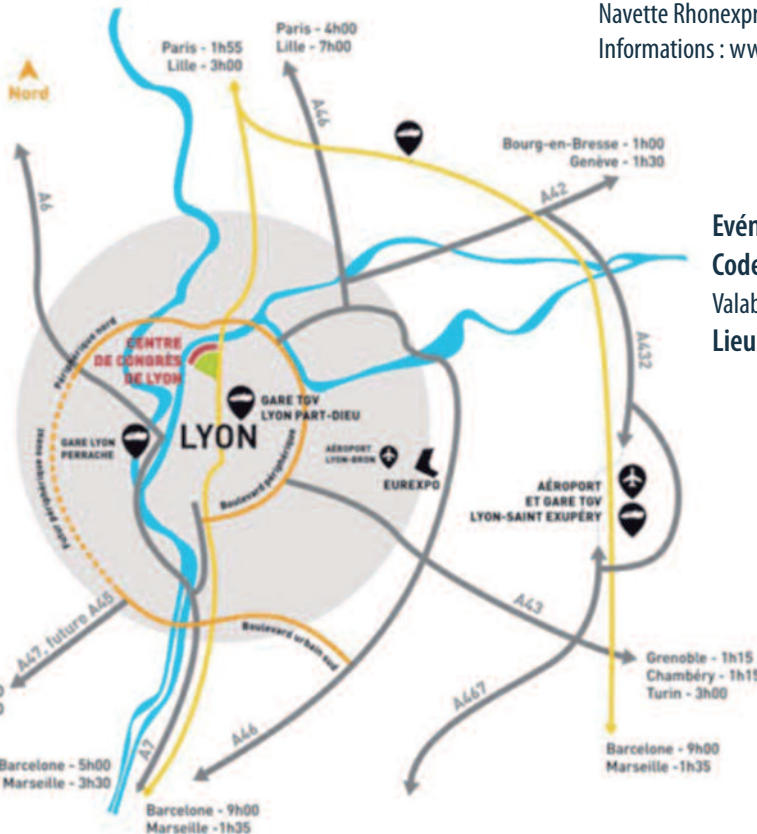 Navette Rhonexpr
Informations : ww
Paris - 4h00
Lille - 7h00
Paris - 1h55
Lille - 3h00
Nord
A46
Bourg-en-Bresse - 1h00
Genève - 1h30
A42
A6
Evén
Code
Valab
Lieu
Périphérique nord
CENTRE
DE CONGRÈS
DE LYON
A432
GARE TGV
LYON PART-DIEU
GARE LYON
PERRACHE
LYON
AÉROPORT
LYON-BRON
EUREXPO
Boulevard périphérique
AÉROPORT
ET GARE TGV
LYON-SAINT EXUPÉRY
A47, future A45
A43
Boulevard urbain sud
Grenoble - 1h15
Chambéry - 1h15
Turin - 3h00
A467
A46
A7
Barcelone - 5h00
Marseille - 3h30
Barcelone - 9h00
Marseille -1h35
Barcelone - 9h00
Marseille -1h35